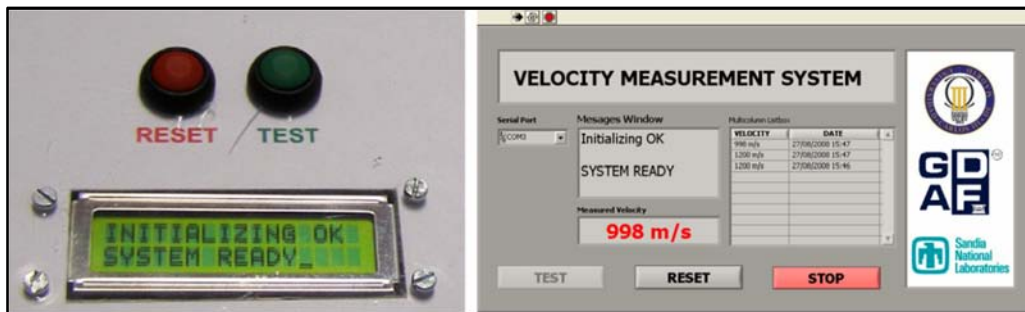 RESET TEST
INITIALIZING OK
SYSTEM READY_
VELOCITY MEASUREMENT SYSTEM
Serial Port
COM3
Mesages Window
Initializing OK
SYSTEM READY
Measured Velocity
998 m/s
Multicolumn Listbox
VELOCITY DATE
998 m/s 27/08/2008 15:47
1200 m/s 27/08/2008 15:47
1200 m/s 27/08/2008 15:46
TEST RESET STOP
GD
AF
Sandia
National
Laboratories